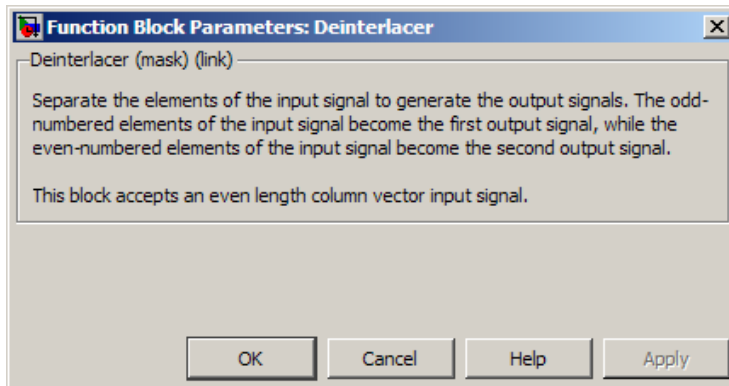 Function Block Parameters: Deinterlacer
Deinterlacer (mask) (link)
Separate the elements of the input signal to generate the output signals. The odd-
numbered elements of the input signal become the first output signal, while the
even-numbered elements of the input signal become the second output signal.
This block accepts an even length column vector input signal.
OK Cancel Help Apply